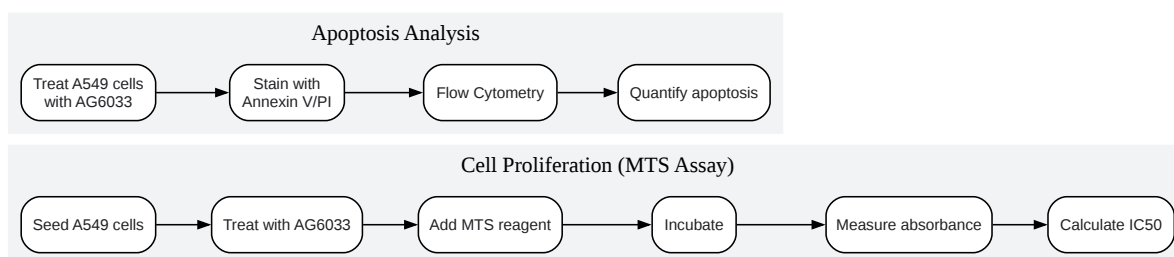 Apoptosis Analysis
Treat A549 cells
with AG6033
Stain with
Annexin V/PI
Flow Cytometry
Quantify apoptosis
Cell Proliferation (MTS Assay)
Seed A549 cells
Treat with AG6033
Add MTS reagent
Incubate
Measure absorbance
Calculate IC50